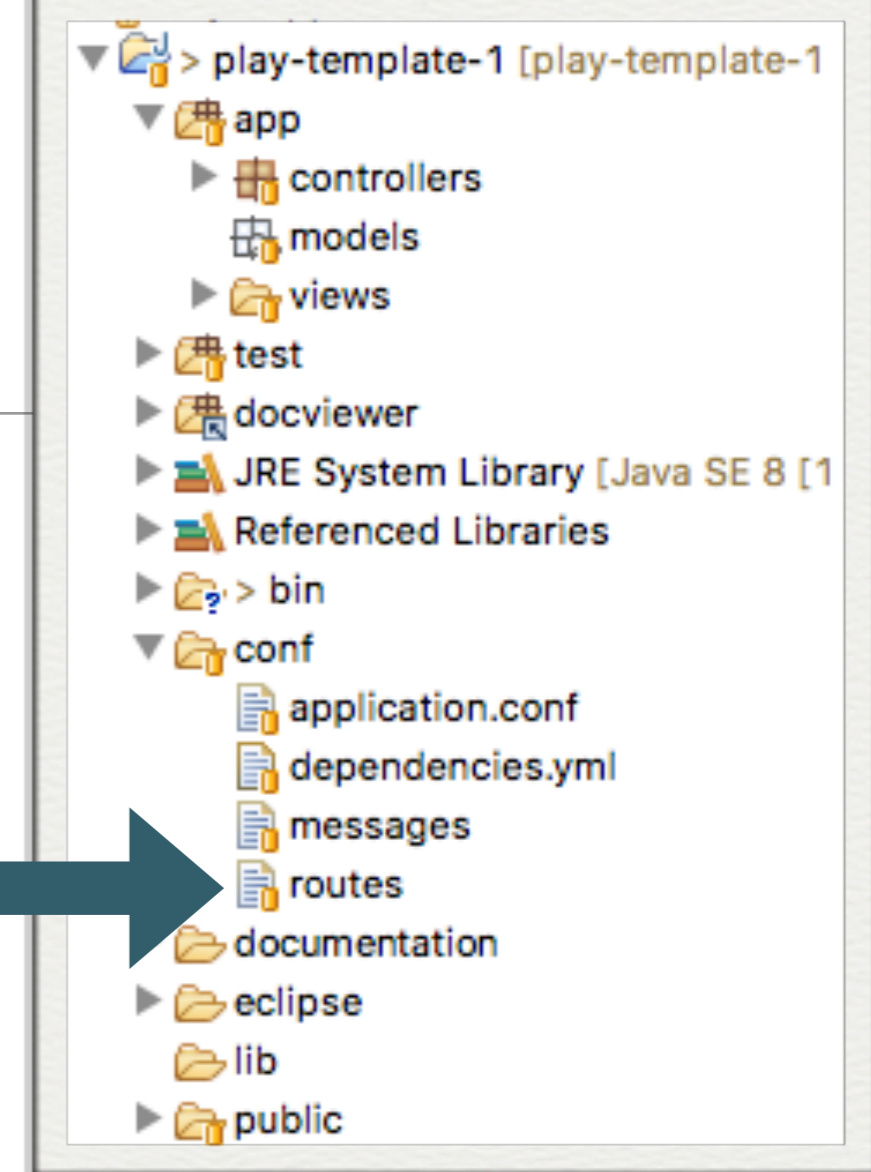 > play-template-1 [play-template-1
app
controllers
models
views
test
docviewer
JRE System Library [Java SE 8 [1
Referenced Libraries
> bin
conf
application.conf
dependencies.yml
messages
routes
documentation
eclipse
lib
public